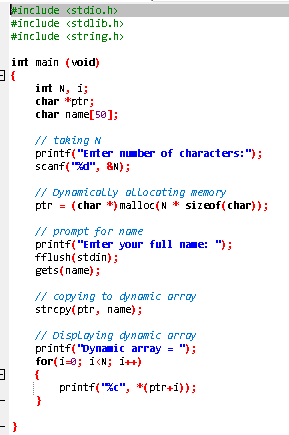 #include <stdio.h>
#include <stdlib.h>
#include <string.h>
int main (void)
{
int N, i;
char *ptr;
char name[50];
// taking N
printf("Enter number of characters:");
scanf("%d", &N);
// Dynamically allocating memory
ptr = (char *)malloc(N * sizeof(char));
// prompt for name
printf("Enter your full name: ");
fflush(stdin);
gets(name);
// copying to dynamic array
strcpy(ptr, name);
// Displaying dynamic array
printf("Dynamic array = ");
for(i=0; i<N; i++)
{
printf("%c", *(ptr+i));
}
}